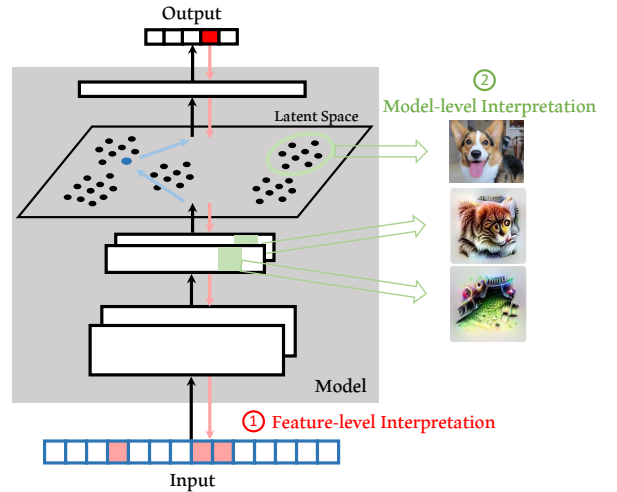 Output
②
Model-level Interpretation
Latent Space
Model
① Feature-level Interpretation
Input